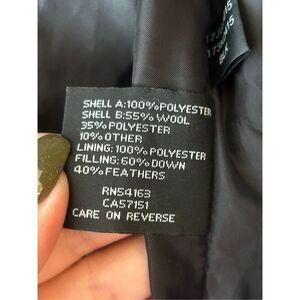 SHELL A:100%POLYESTER
SHELL B:55% WOOL
35%POLYESTER
10%OTHER
LINING:100%POLYESTER
FILLING:60%DOWN
40%FEATHERS
RN54163
CA57151
CARE ON REVERSE